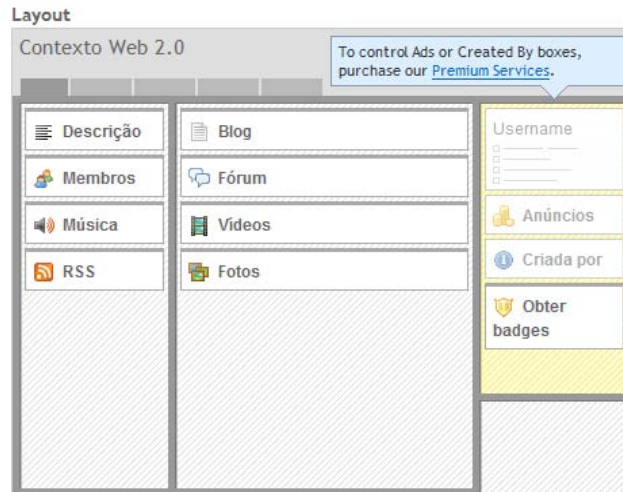 Layout
Contexto Web 2.0
To control Ads or Created By boxes,
purchase our Premium Services.
Descrição
Membros
Música
RSS
Blog
Fórum
Vídeos
Fotos
Username
Anúncios
Criada por
Obter
badges